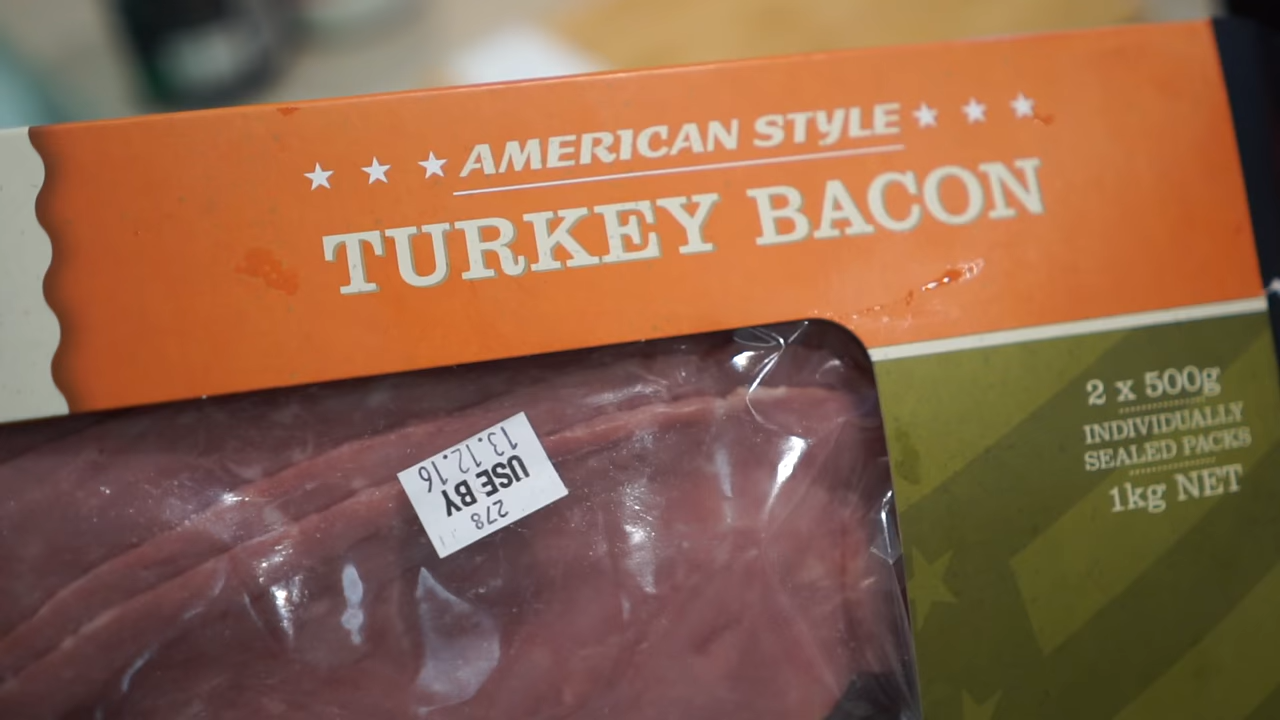 AMERICAN STYLE
TURKEY BACON
2 x 500g
INDIVIDUALLY
SEALED PACKS
1kg NET
278
USE BY
13.12.16